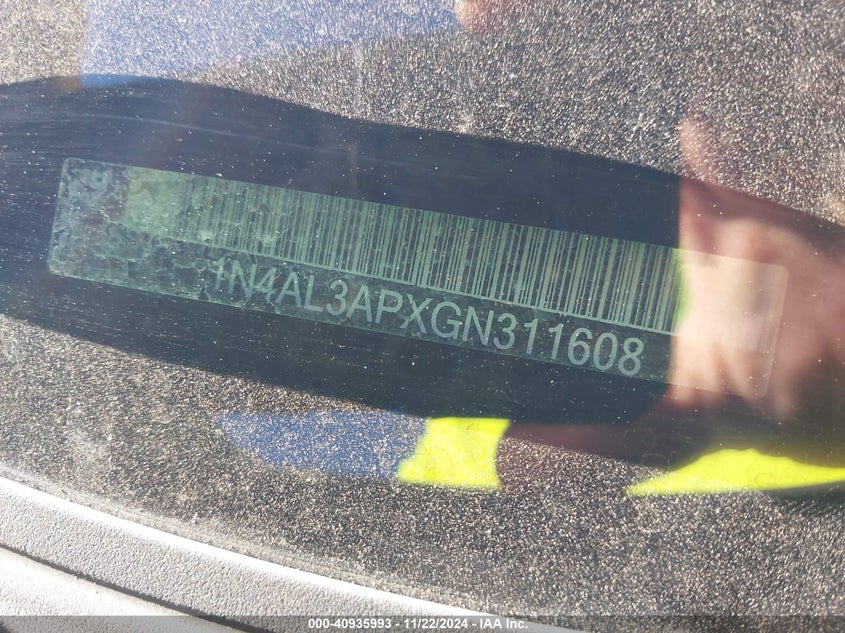 1N4AL3APXGN311608
000-40935993 - 11/22/2024 - IAA Inc.